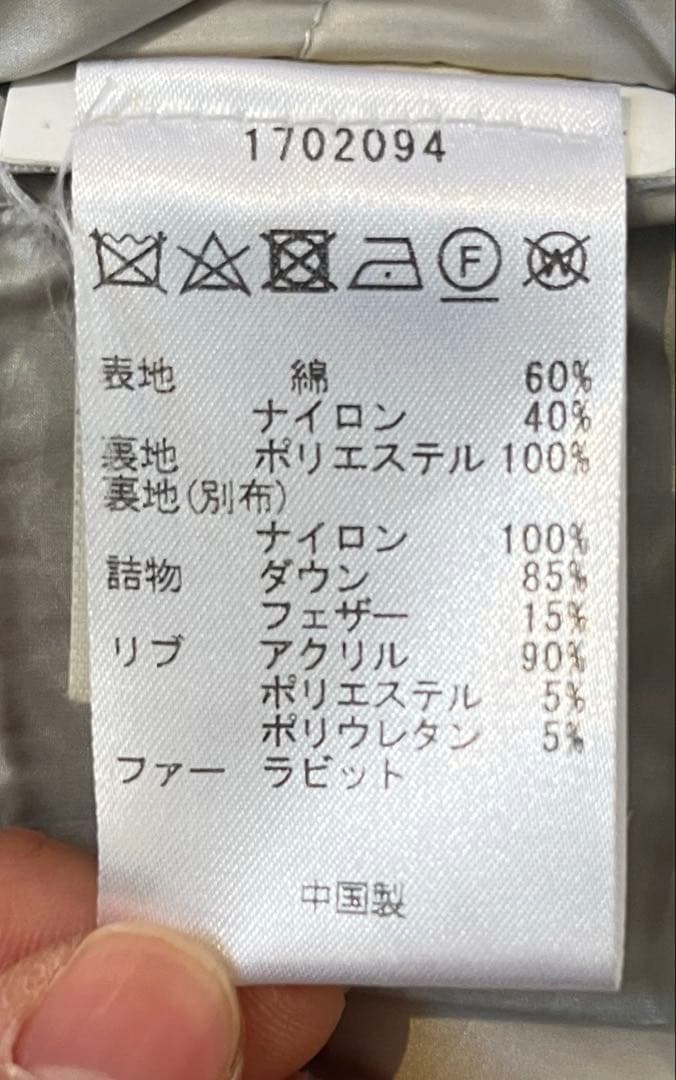 1702094
F W
表地 綿 60%
ナイロン 40%
裏地 ポリエステル 100%
裏地(別布)
ナイロン 100%
詰物 ダウン 85%
フェザー 15%
リブ アクリル 90%
ポリエステル 5%
ポリウレタン 5%
ファー ラビット
中国製